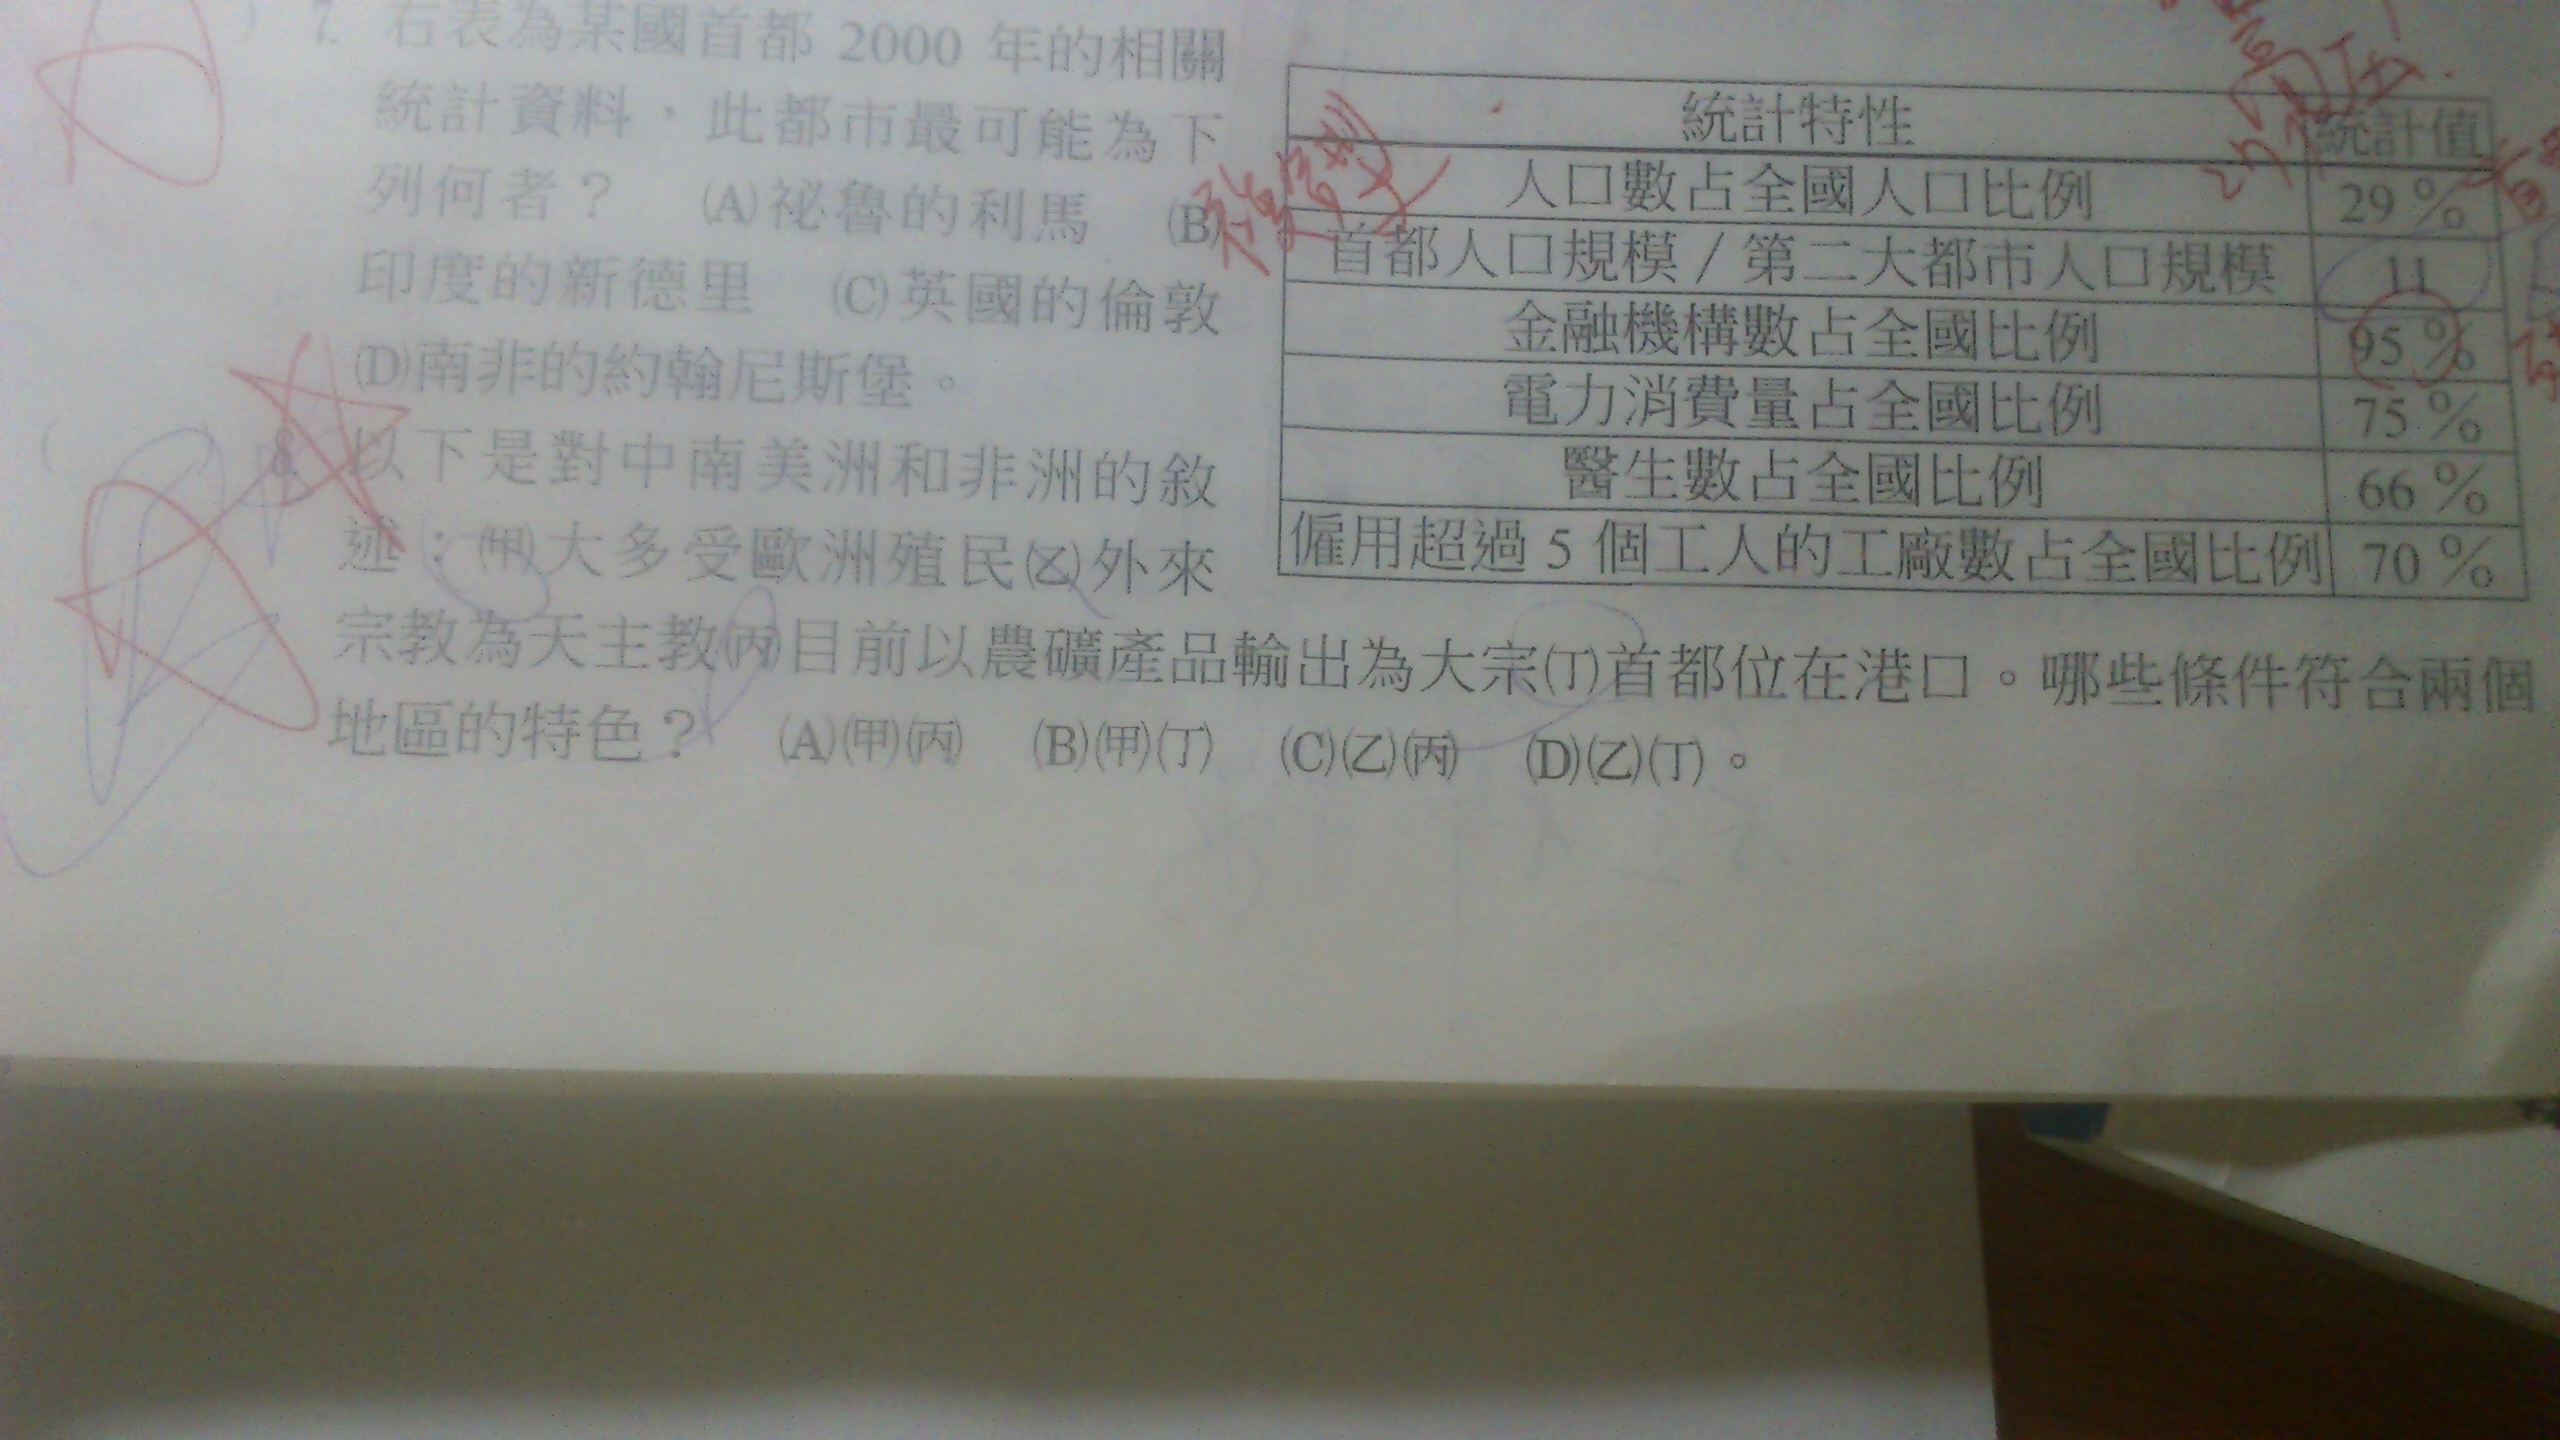 7. 右表為某國首都 2000 年的相關
統計資料，此都市最可能為下
列何者？ (A)祕魯的利馬 (B)
印度的新德里 (C)英國的倫敦
(D)南非的約翰尼斯堡。
統計特性 統計值
人口數占全國人口比例 29 %
首都人口規模／第二大都市人口規模 11
金融機構數占全國比例 95 %
電力消費量占全國比例 75 %
醫生數占全國比例 66 %
僱用超過 5 個工人的工廠數占全國比例 70 %
8. 以下是對中南美洲和非洲的敘
述：(甲)大多受歐洲殖民(乙)外來
宗教為天主教(丙)目前以農礦產品輸出為大宗(丁)首都位在港口。哪些條件符合兩個
地區的特色？ (A)(甲)(丙) (B)(甲)(丁) (C)(乙)(丙) (D)(乙)(丁)。